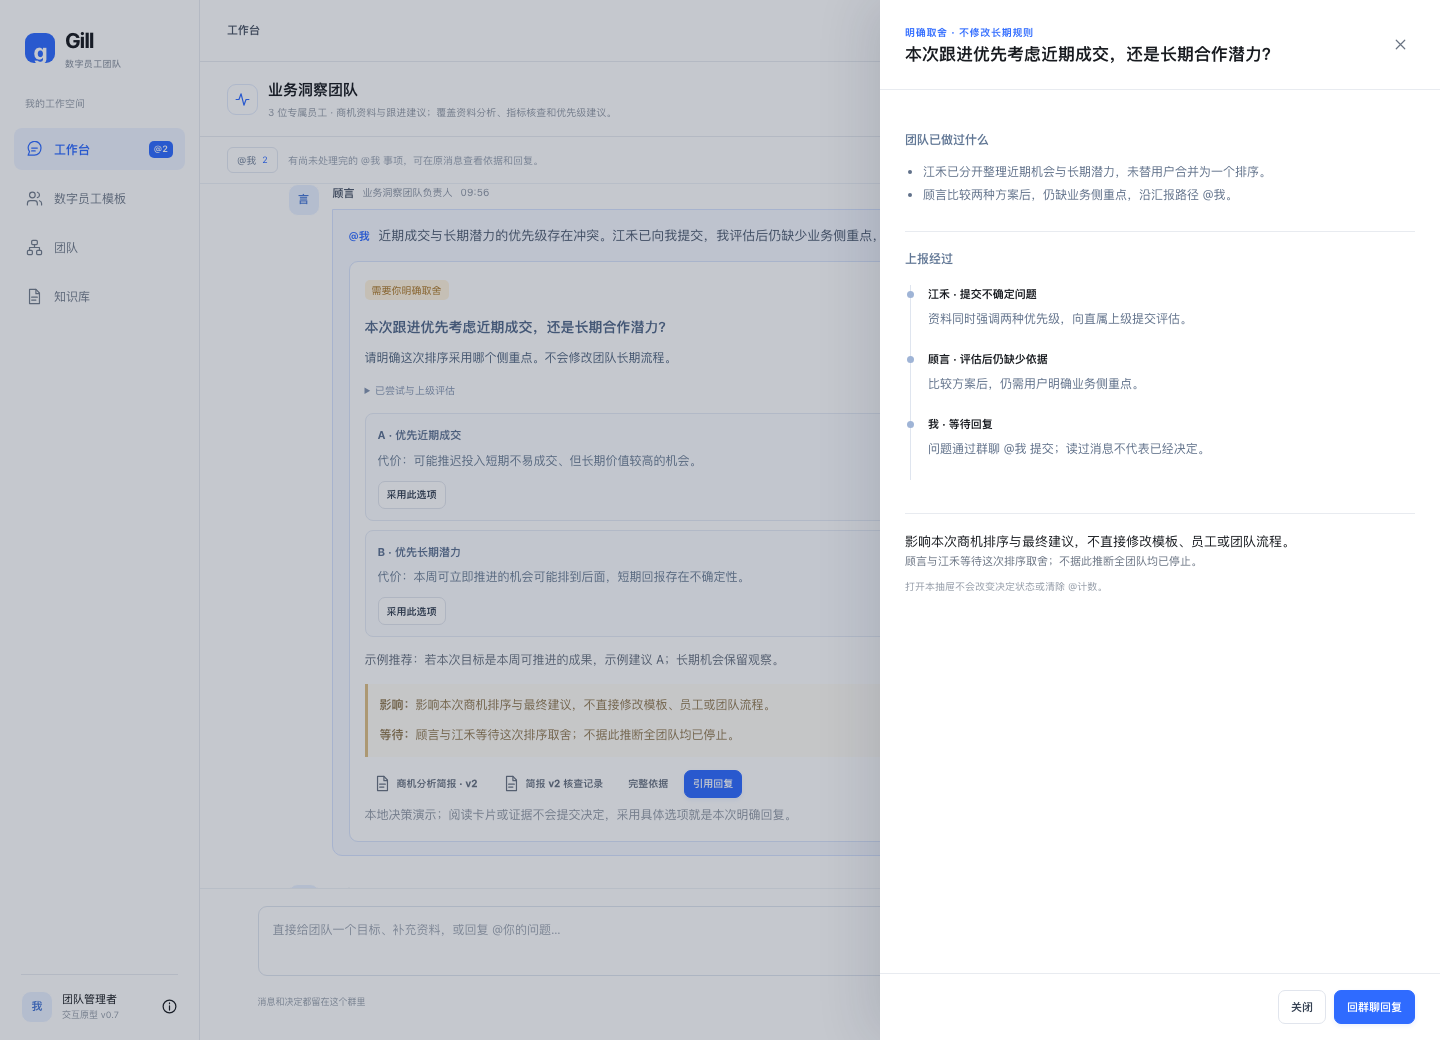 g
Gill
数字员工团队
我的工作空间
工作台
@2
数字员工模板
团队
知识库
我
团队管理者
交互原型 v0.7
工作台
业务洞察团队
3 位专属员工 · 商机资料与跟进建议；覆盖资料分析、指标核查和优先级建议。
@我 2
有尚未处理完的 @我 事项，可在原消息查看依据和回复。
言
顾言 业务洞察团队负责人 09:56
@我 近期成交与长期潜力的优先级存在冲突。江禾已向我提交，我评估后仍缺少业务侧重点，
需要你明确取舍
本次跟进优先考虑近期成交，还是长期合作潜力？
请明确这次排序采用哪个侧重点。不会修改团队长期流程。
已尝试与上级评估
A · 优先近期成交
代价：可能推迟投入短期不易成交、但长期价值较高的机会。
采用此选项
B · 优先长期潜力
代价：本周可立即推进的机会可能排到后面，短期回报存在不确定性。
采用此选项
示例推荐：若本次目标是本周可推进的成果，示例建议 A；长期机会保留观察。
影响：影响本次商机排序与最终建议，不直接修改模板、员工或团队流程。
等待：顾言与江禾等待这次排序取舍；不据此推断全团队均已停止。
商机分析简报 · v2
简报 v2 核查记录
完整依据
引用回复
本地决策演示；阅读卡片或证据不会提交决定，采用具体选项就是本次明确回复。
直接给团队一个目标、补充资料，或回复 @你的问题...
消息和决定都留在这个群里
明确取舍 · 不修改长期规则
本次跟进优先考虑近期成交，还是长期合作潜力？
团队已做过什么
江禾已分开整理近期机会与长期潜力，未替用户合并为一个排序。
顾言比较两种方案后，仍缺业务侧重点，沿汇报路径 @我。
上报经过
江禾 · 提交不确定问题
资料同时强调两种优先级，向直属上级提交评估。
顾言 · 评估后仍缺少依据
比较方案后，仍需用户明确业务侧重点。
我 · 等待回复
问题通过群聊 @我 提交；读过消息不代表已经决定。
影响本次商机排序与最终建议，不直接修改模板、员工或团队流程。
顾言与江禾等待这次排序取舍；不据此推断全团队均已停止。
打开本抽屉不会改变决定状态或清除 @计数。
关闭
回群聊回复